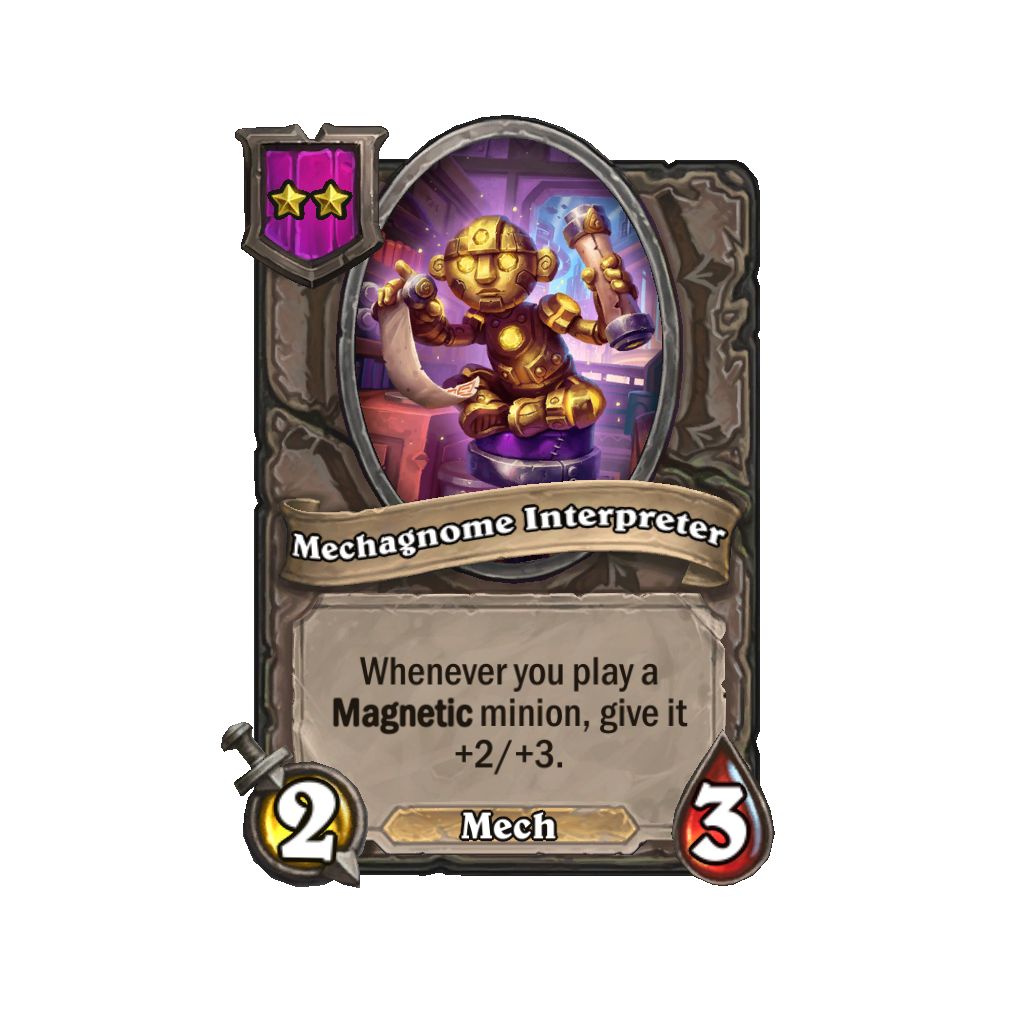 Mechagnome Interpreter
Whenever you play a
Magnetic minion, give it
+2/+3.
2
Mech
3